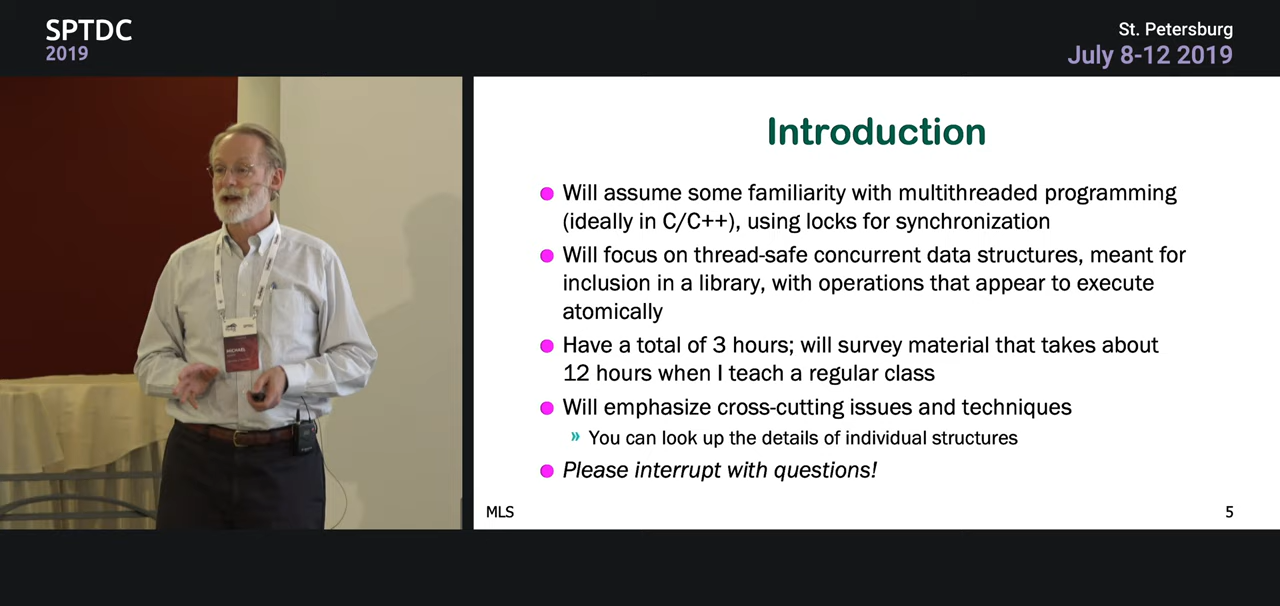 SPTDC
2019
St. Petersburg
July 8-12 2019
Introduction
Will assume some familiarity with multithreaded programming
(ideally in C/C++), using locks for synchronization
Will focus on thread-safe concurrent data structures, meant for
inclusion in a library, with operations that appear to execute
atomically
Have a total of 3 hours; will survey material that takes about
12 hours when I teach a regular class
Will emphasize cross-cutting issues and techniques
» You can look up the details of individual structures
Please interrupt with questions!
MLS
5
MICHAEL